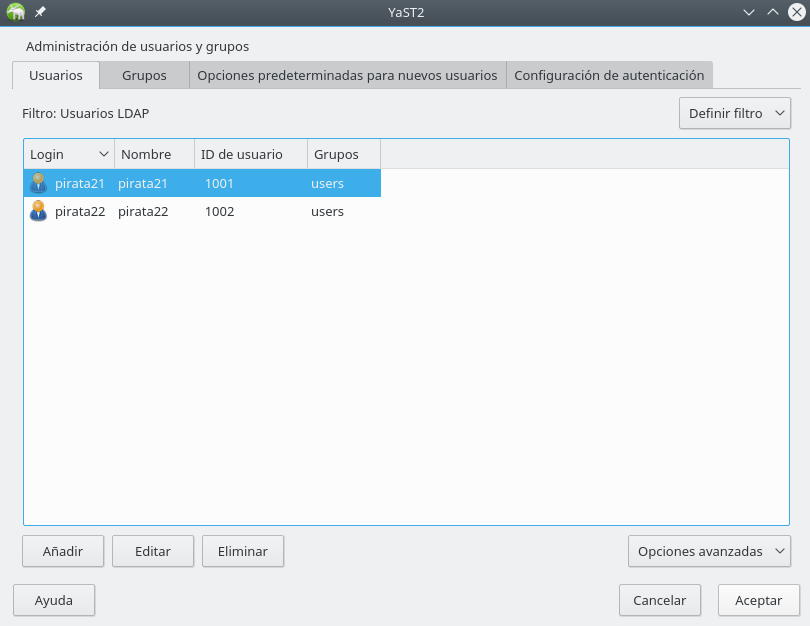 YaST2
Administración de usuarios y grupos
Usuarios Grupos Opciones predeterminadas para nuevos usuarios Configuración de autenticación
Filtro: Usuarios LDAP Definir filtro
Login Nombre ID de usuario Grupos
pirata21 pirata21 1001 users
pirata22 pirata22 1002 users
Añadir Editar Eliminar Opciones avanzadas
Ayuda Cancelar Aceptar